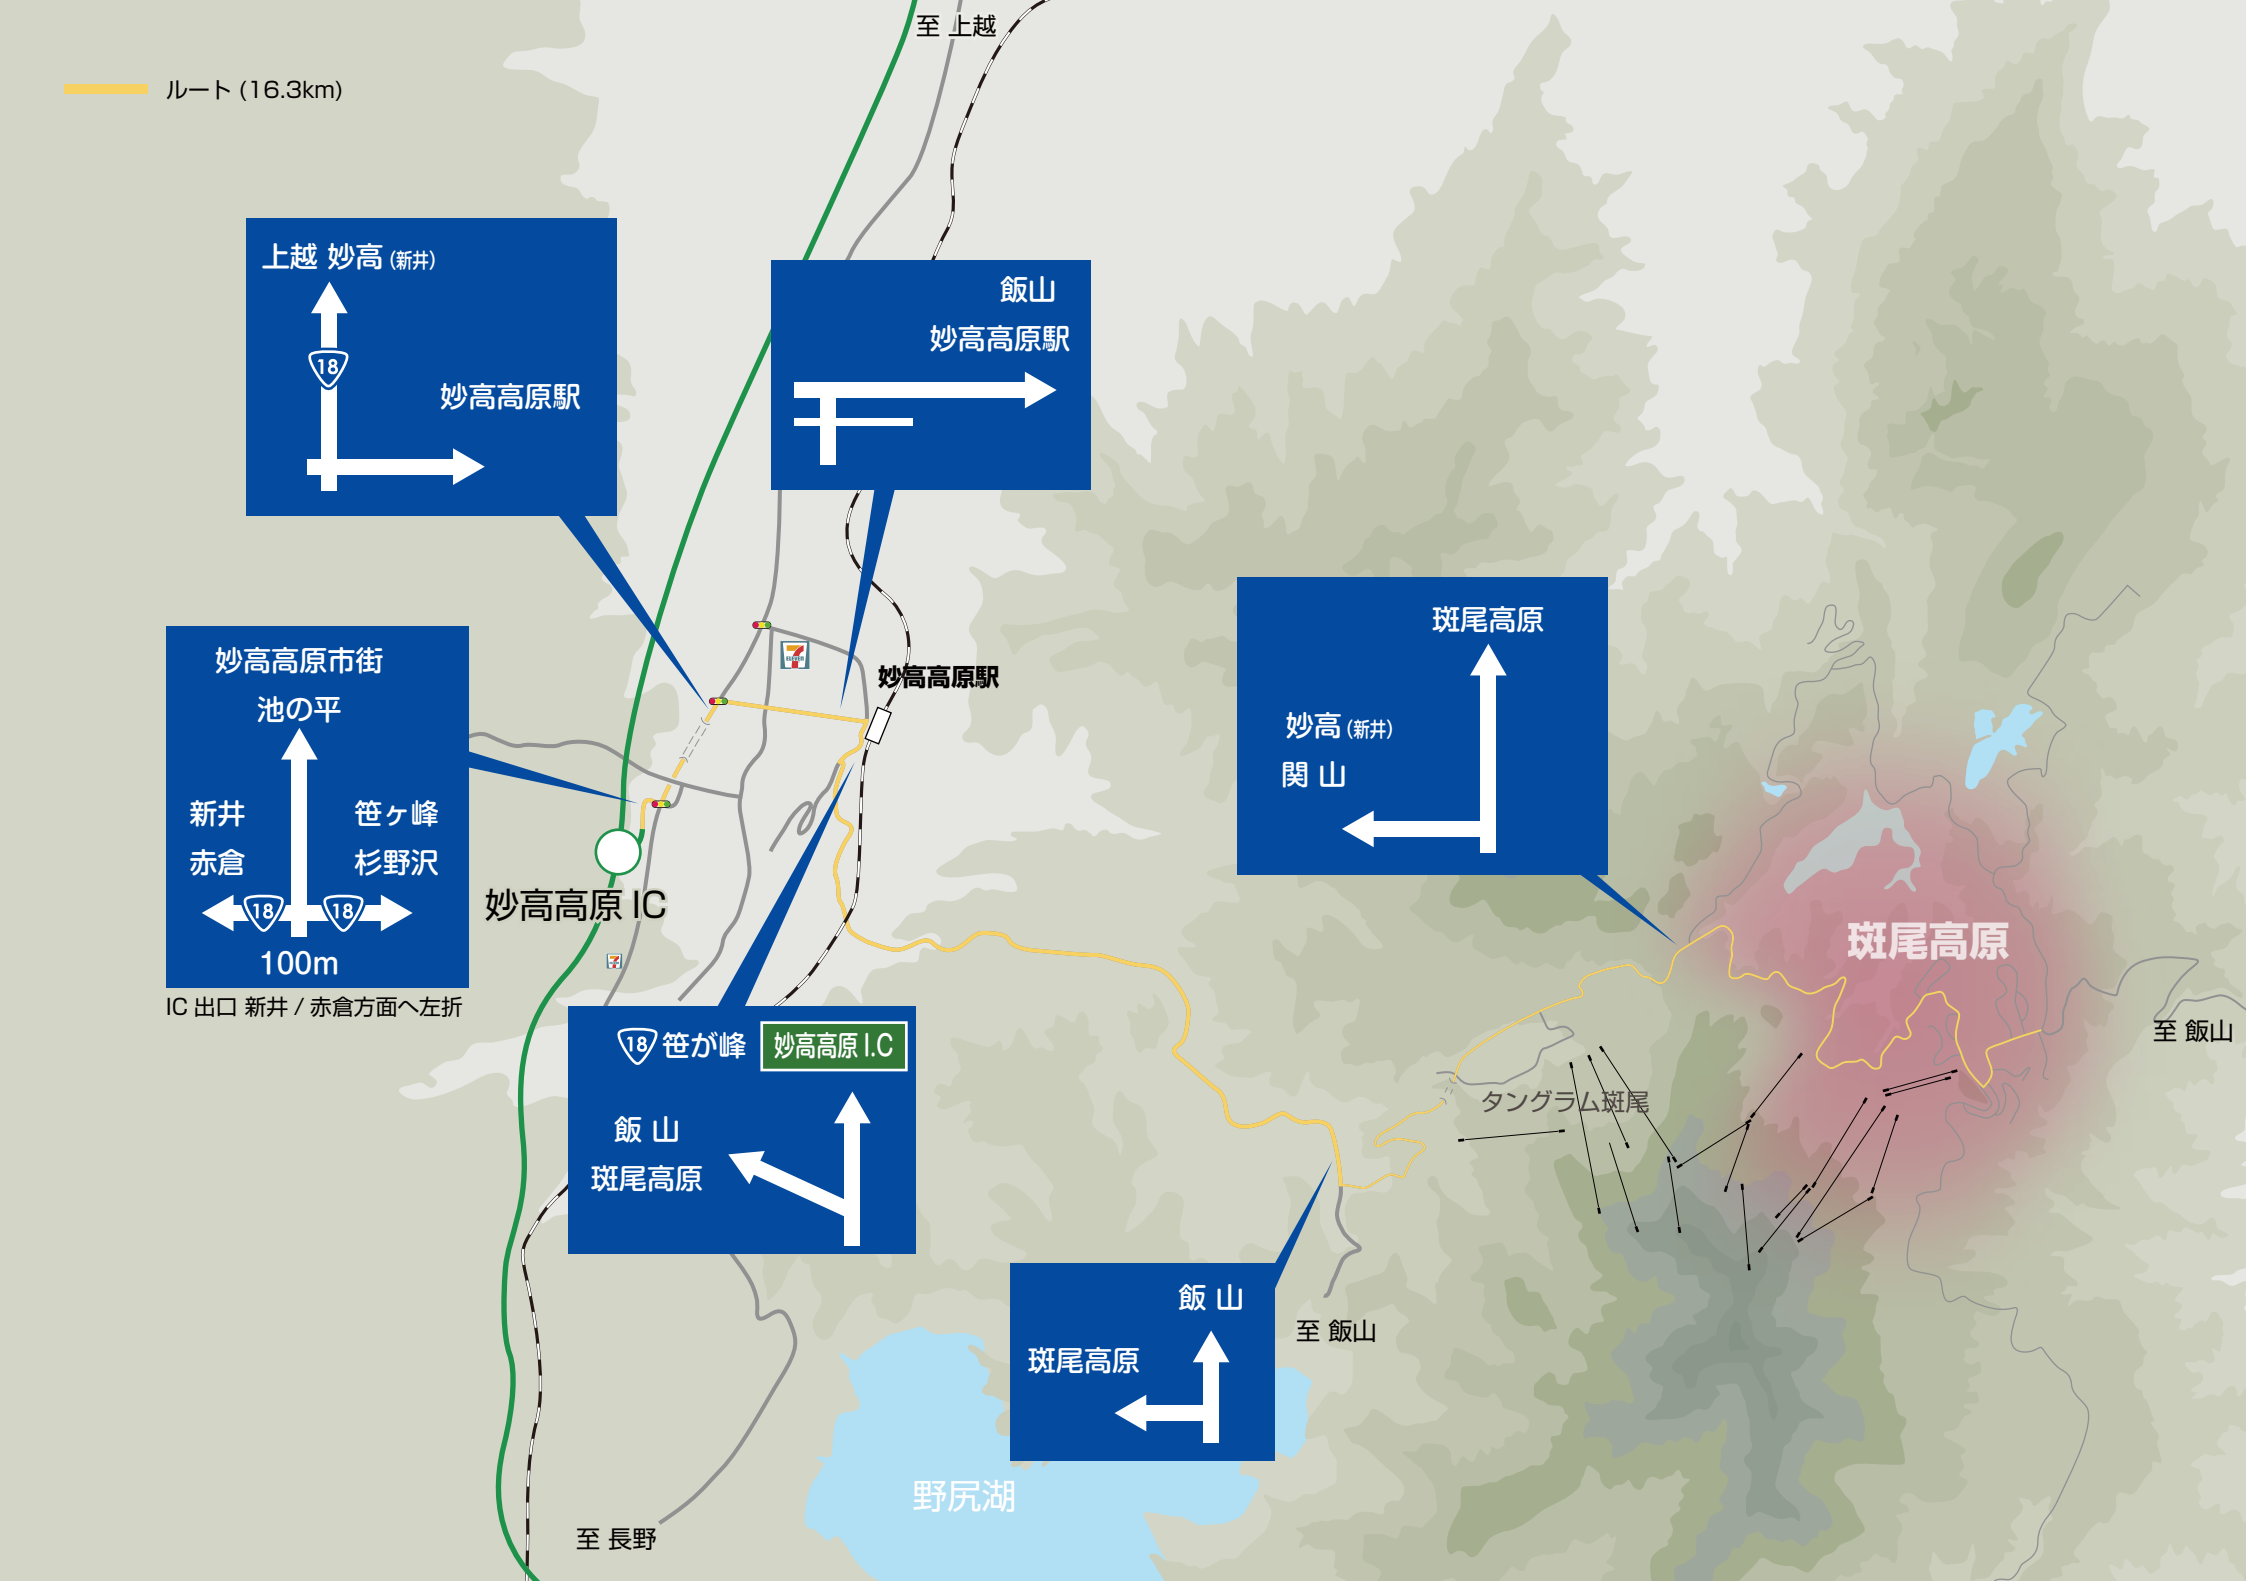 至 上越
ルート (16.3km)
上越 妙高 (新井)
18
妙高高原駅
飯山
妙高高原駅
妙高高原市街
池の平
新井
赤倉
笹ヶ峰
杉野沢
18
18
100m
IC 出口 新井 / 赤倉方面へ左折
7
ELEVEN
妙高高原駅
妙高高原 IC
7
斑尾高原
妙高 (新井)
関 山
斑尾高原
至 飯山
タングラム斑尾
18
笹が峰
妙高高原 I.C
飯 山
斑尾高原
飯 山
斑尾高原
至 飯山
野尻湖
至 長野